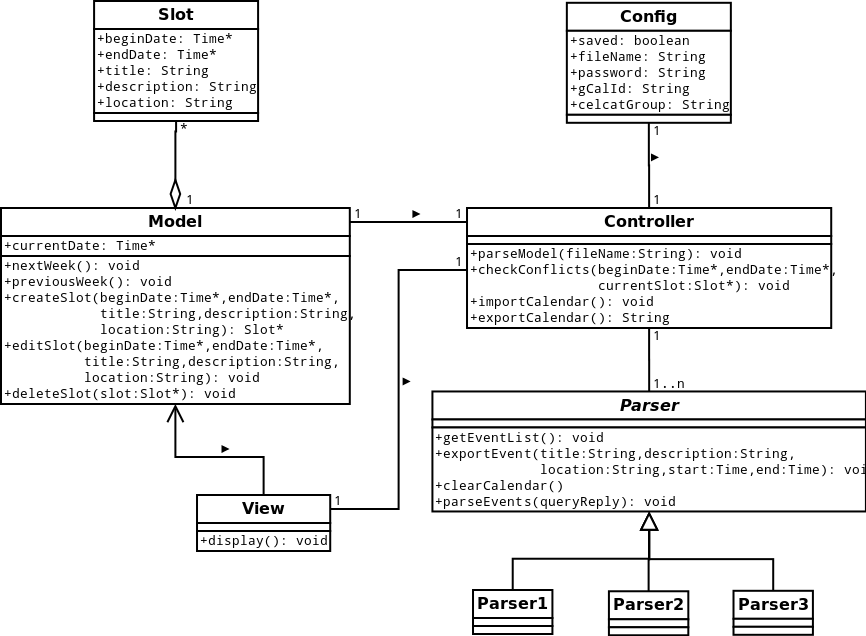 Slot
+beginDate: Time*
+endDate: Time*
+title: String
+description: String
+location: String
Config
+saved: boolean
+fileName: String
+password: String
+gCalId: String
+celcatGroup: String
*
1
1
1
Model
+currentDate: Time*
+nextWeek(): void
+previousWeek(): void
+createSlot(beginDate:Time*,endDate:Time*,
title:String,description:String,
location:String): Slot*
+editSlot(beginDate:Time*,endDate:Time*,
title:String,description:String,
location:String): void
+deleteSlot(slot:Slot*): void
1
1
1
Controller
+parseModel(fileName:String): void
+checkConflicts(beginDate:Time*,endDate:Time*,
currentSlot:Slot*): void
+importCalendar(): void
+exportCalendar(): String
1
1..n
Parser
+getEventList(): void
+exportEvent(title:String,description:String,
location:String,start:Time,end:Time): voi
+clearCalendar()
+parseEvents(queryReply): void
View
+display(): void
1
Parser1
Parser2
Parser3